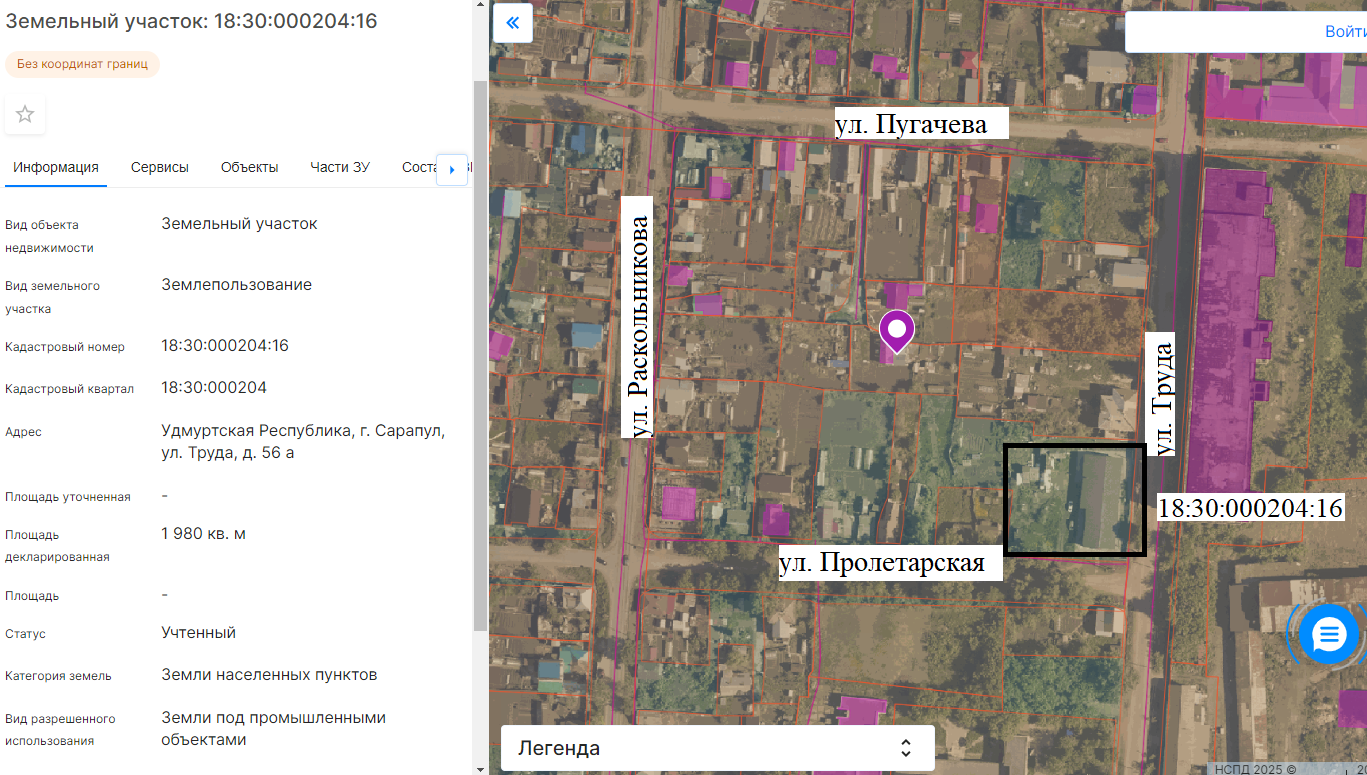 Земельный участок: 18:30:000204:16
Без координат границ
Информация
Сервисы
Объекты
Части ЗУ
Вид объекта
недвижимости
Земельный участок
Вид земельного
участка
Землепользование
Кадастровый номер
18:30:000204:16
Кадастровый квартал
18:30:000204
Адрес
Удмуртская Республика, г. Сарапул,
ул. Труда, д. 56 а
Площадь уточненная
-
Площадь
декларированная
1 980 кв. м
Площадь
-
Статус
Учтенный
Категория земель
Земли населенных пунктов
Вид разрешенного
использования
Земли под промышленными
объектами
Войти
ул. Пугачева
ул. Раскольникова
ул. Труда
18:30:000204:16
ул. Пролетарская
Легенда
НСПД 2025 ©